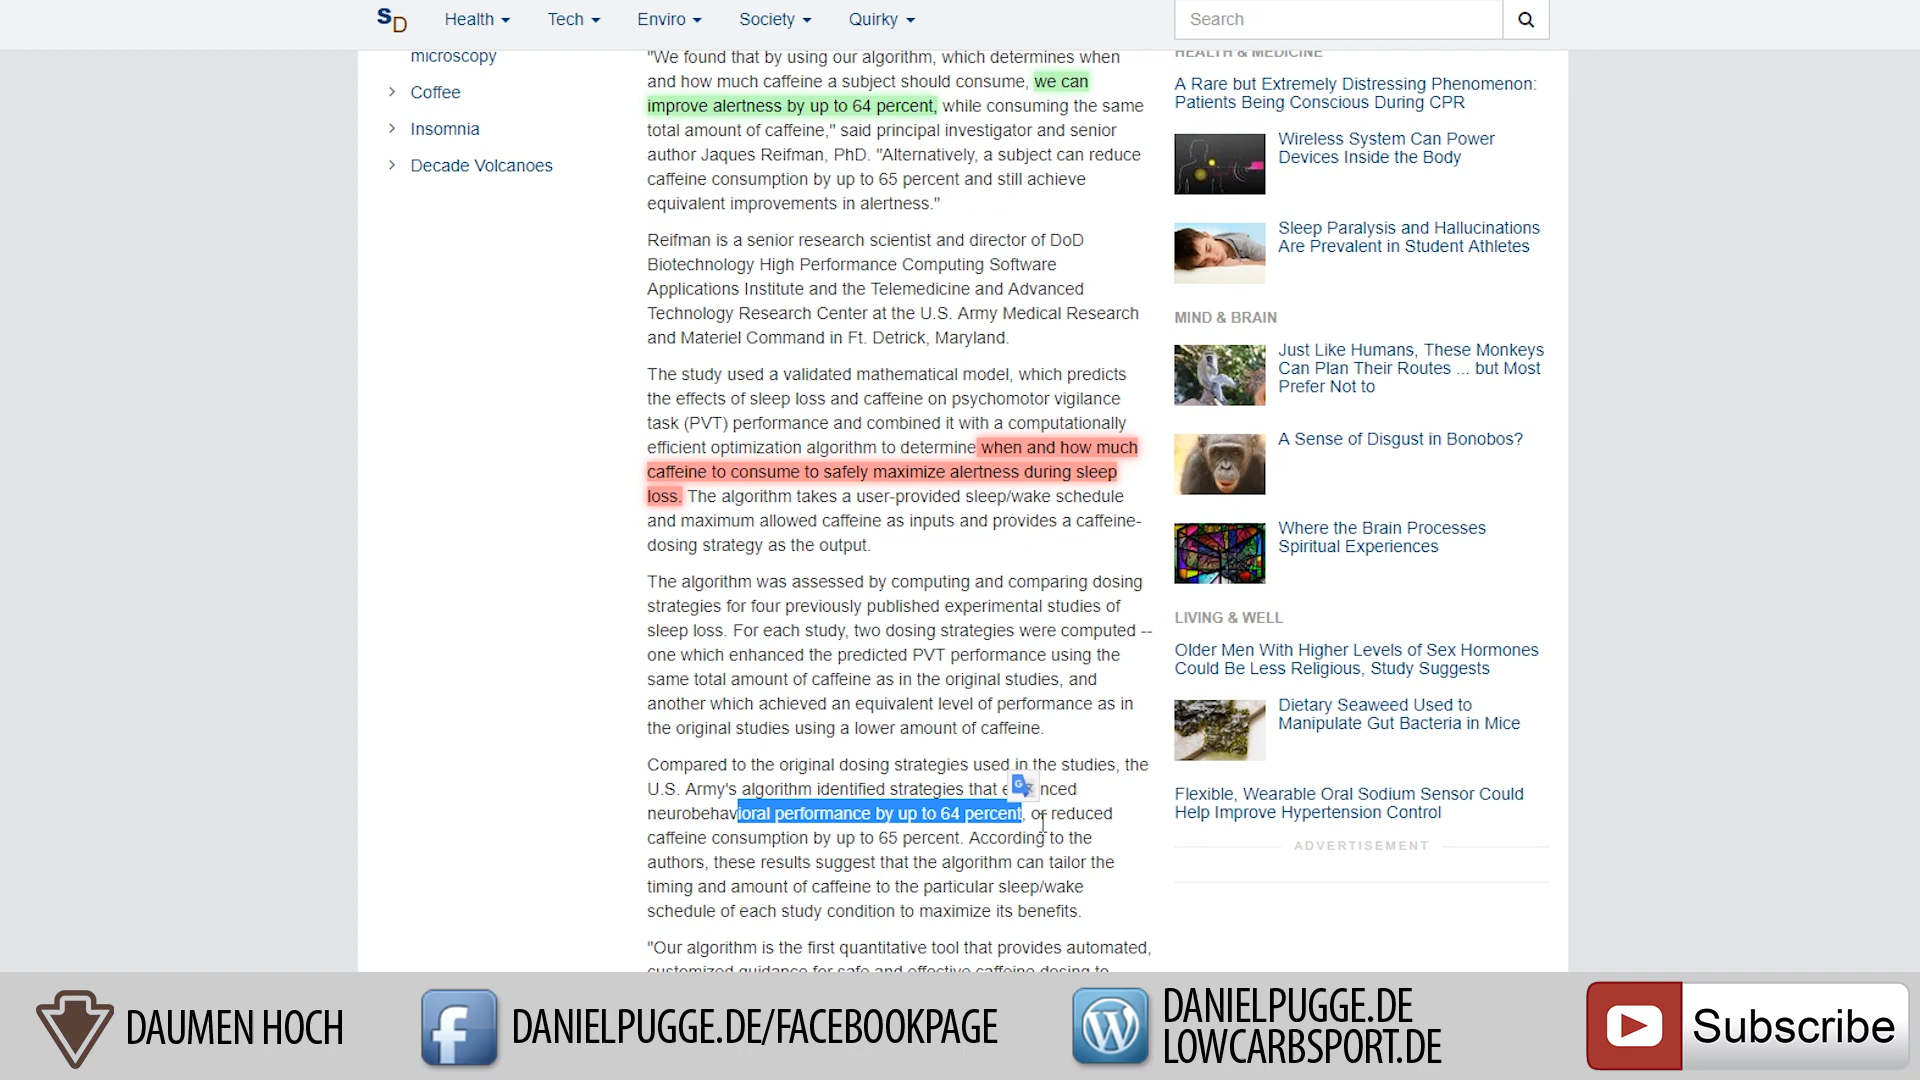 SD
Health
Tech
Enviro
Society
Quirky
Search
microscopy
Coffee
Insomnia
Decade Volcanoes
"We found that by using our algorithm, which determines when
and how much caffeine a subject should consume, we can
improve alertness by up to 64 percent, while consuming the same
total amount of caffeine," said principal investigator and senior
author Jaques Reifman, PhD. "Alternatively, a subject can reduce
caffeine consumption by up to 65 percent and still achieve
equivalent improvements in alertness."
Reifman is a senior research scientist and director of DoD
Biotechnology High Performance Computing Software
Applications Institute and the Telemedicine and Advanced
Technology Research Center at the U.S. Army Medical Research
and Materiel Command in Ft. Detrick, Maryland.
The study used a validated mathematical model, which predicts
the effects of sleep loss and caffeine on psychomotor vigilance
task (PVT) performance and combined it with a computationally
efficient optimization algorithm to determine when and how much
caffeine to consume to safely maximize alertness during sleep
loss. The algorithm takes a user-provided sleep/wake schedule
and maximum allowed caffeine as inputs and provides a caffeine-
dosing strategy as the output.
The algorithm was assessed by computing and comparing dosing
strategies for four previously published experimental studies of
sleep loss. For each study, two dosing strategies were computed --
one which enhanced the predicted PVT performance using the
same total amount of caffeine as in the original studies, and
another which achieved an equivalent level of performance as in
the original studies using a lower amount of caffeine.
Compared to the original dosing strategies used in the studies, the
U.S. Army's algorithm identified strategies that
neurobehavioral performance by up to 64 percent, or reduced
caffeine consumption by up to 65 percent. According to the
authors, these results suggest that the algorithm can tailor the
timing and amount of caffeine to the particular sleep/wake
schedule of each study condition to maximize its benefits.
"Our algorithm is the first quantitative tool that provides automated,
customized guidance for safe and effective caffeine dosing to
HEALTH & MEDICINE
A Rare but Extremely Distressing Phenomenon:
Patients Being Conscious During CPR
Wireless System Can Power
Devices Inside the Body
Sleep Paralysis and Hallucinations
Are Prevalent in Student Athletes
MIND & BRAIN
Just Like Humans, These Monkeys
Can Plan Their Routes ... but Most
Prefer Not to
A Sense of Disgust in Bonobos?
Where the Brain Processes
Spiritual Experiences
LIVING & WELL
Older Men With Higher Levels of Sex Hormones
Could Be Less Religious, Study Suggests
Dietary Seaweed Used to
Manipulate Gut Bacteria in Mice
Flexible, Wearable Oral Sodium Sensor Could
Help Improve Hypertension Control
ADVERTISEMENT
DAUMEN HOCH
DANIELPUGGE.DE/FACEBOOKPAGE
DANIELPUGGE.DE
LOWCARBSPORT.DE
Subscribe